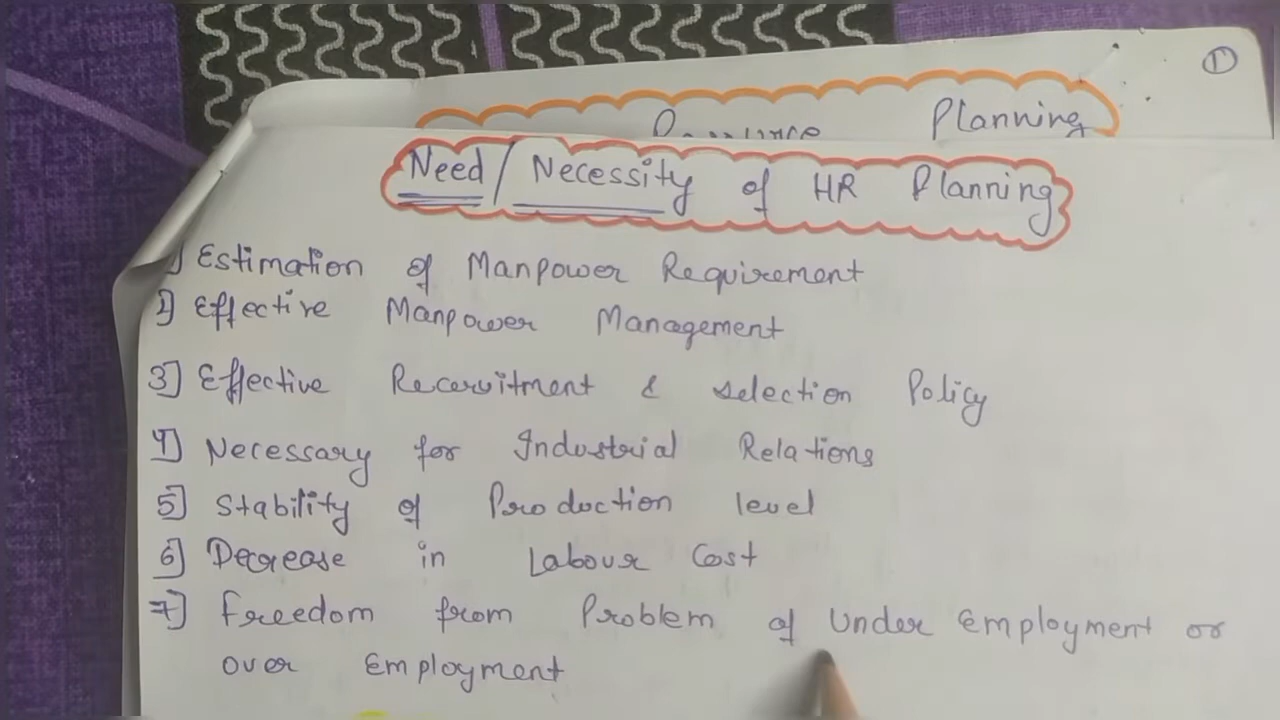 ①
Planning
Need / Necessity of HR Planning
1] Estimation of Manpower Requirement
2] Effective Manpower Management
3] Effective Recruitment & selection Policy
4] Necessary for Industrial Relations
5] Stability of Production level
6] Decrease in Labour Cost
7] Freedom from Problem of Under Employment or
over Employment